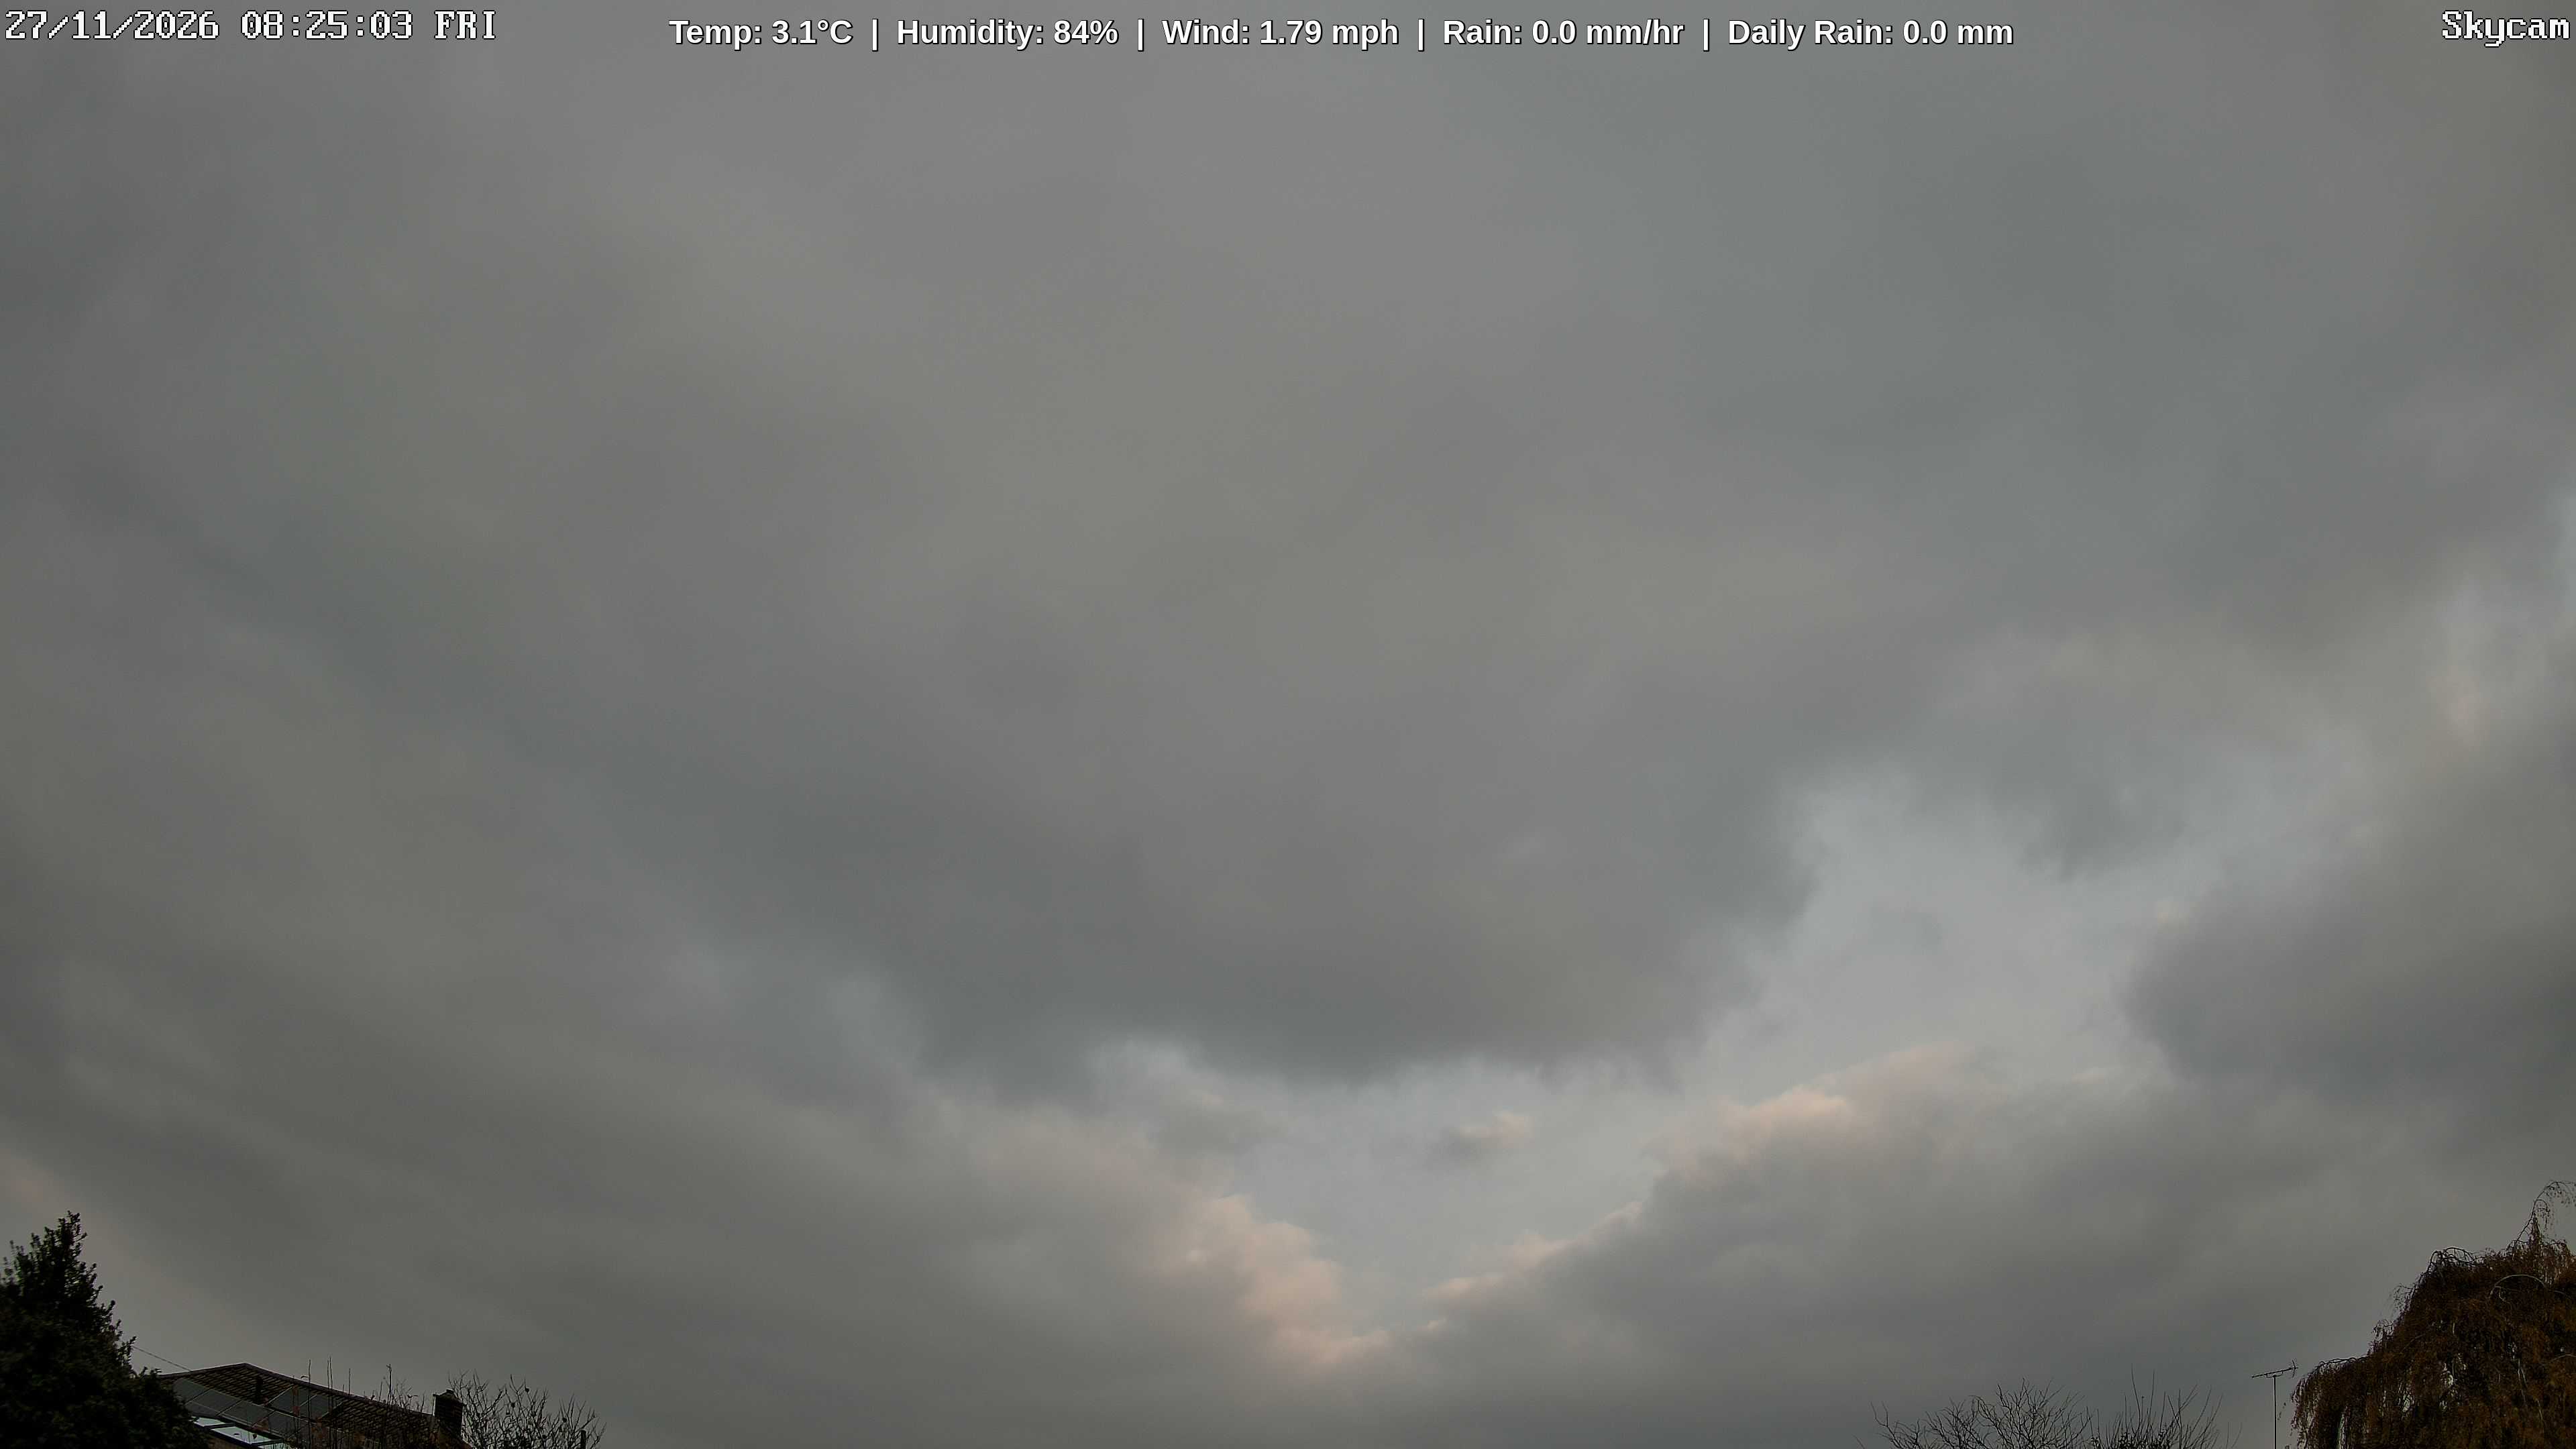 27/11/2026 08:25:03 FRI
Temp: 3.1°C | Humidity: 84% | Wind: 1.79 mph | Rain: 0.0 mm/hr | Daily Rain: 0.0 mm
Skycam